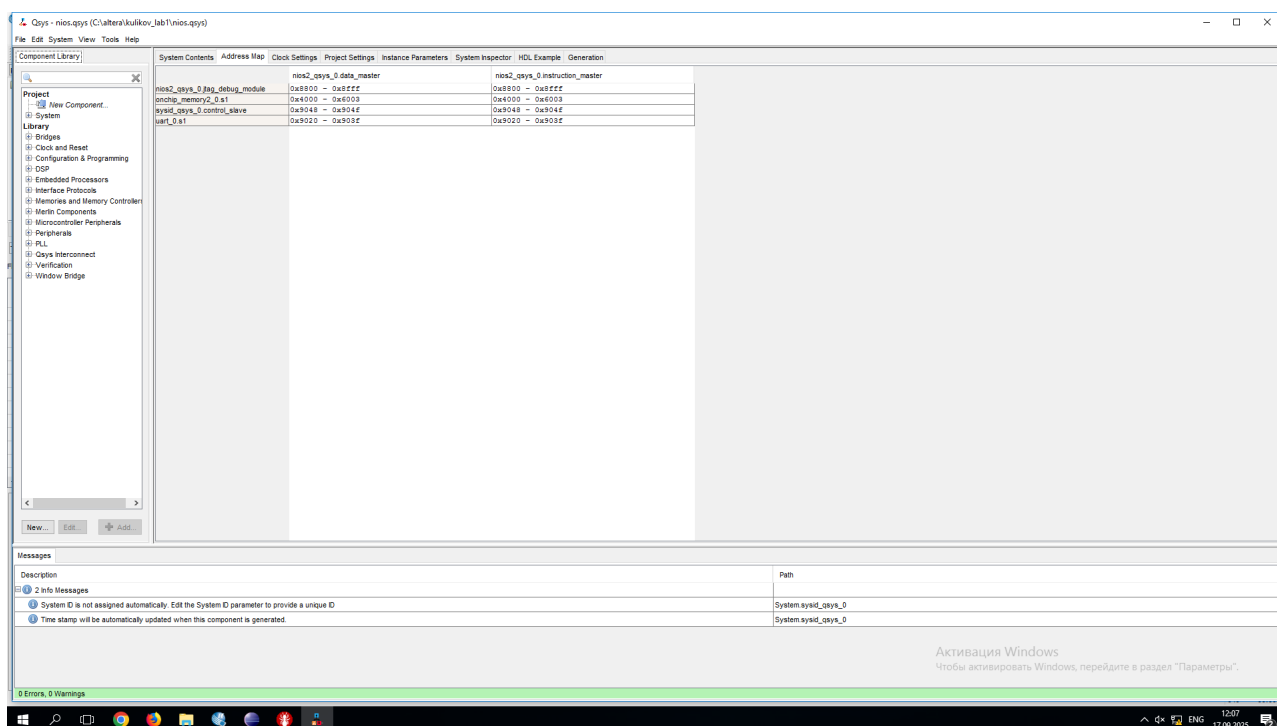 Qsys - nios.qsys (C:\altera\kulikov_lab1\nios.qsys)
File Edit System View Tools Help
Component Library
System Contents Address Map Clock Settings Project Settings Instance Parameters System Inspector HDL Example Generation
nios2_qsys_0.data_master nios2_qsys_0.instruction_master
nios2_qsys_0.jtag_debug_module 0x8800 - 0x8fff 0x8800 - 0x8fff
onchip_memory2_0.s1 0x4000 - 0x6003 0x4000 - 0x6003
sysid_qsys_0.control_slave 0x9048 - 0x904f 0x9048 - 0x904f
uart_0.s1 0x9020 - 0x903f 0x9020 - 0x903f
Project
New Component...
System
Library
Bridges
Clock and Reset
Configuration & Programming
DSP
Embedded Processors
Interface Protocols
Memories and Memory Controllers
Merlin Components
Microcontroller Peripherals
Peripherals
PLL
Qsys Interconnect
Verification
Window Bridge
New... Edit... Add...
Messages
Description Path
2 Info Messages
System ID is not assigned automatically. Edit the System ID parameter to provide a unique ID System.sysid_qsys_0
Time stamp will be automatically updated when this component is generated. System.sysid_qsys_0
Активация Windows
Чтобы активировать Windows, перейдите в раздел "Параметры".
0 Errors, 0 Warnings
ENG 12:07
17.09.2025